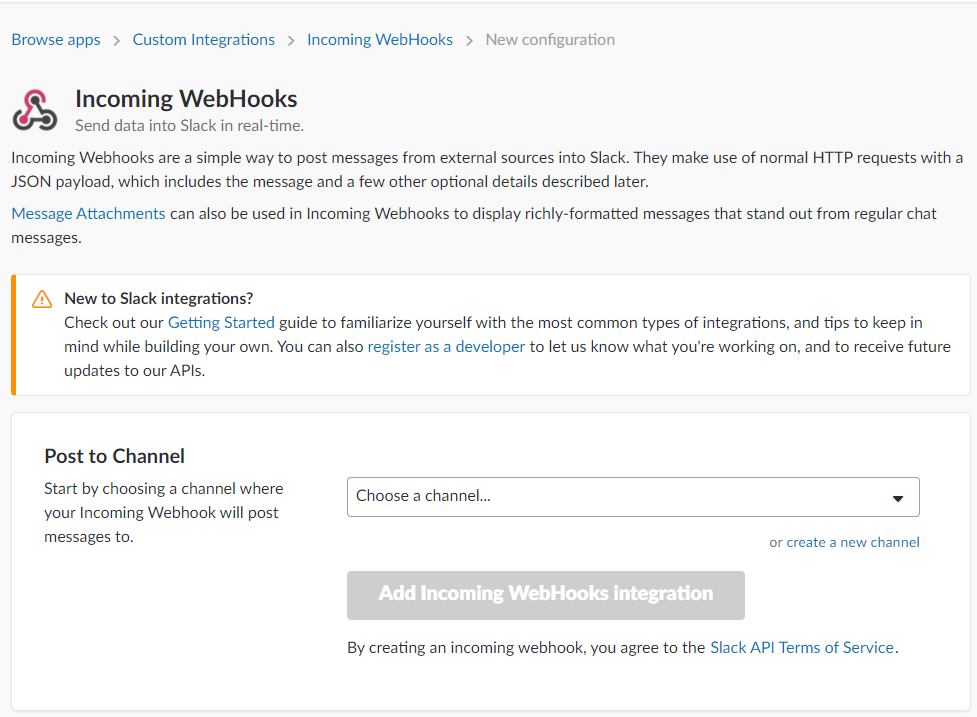 Browse apps > Custom Integrations > Incoming WebHooks > New configuration
Incoming WebHooks
Send data into Slack in real-time.
Incoming Webhooks are a simple way to post messages from external sources into Slack. They make use of normal HTTP requests with a
JSON payload, which includes the message and a few other optional details described later.
Message Attachments can also be used in Incoming Webhooks to display richly-formatted messages that stand out from regular chat
messages.
New to Slack integrations?
Check out our Getting Started guide to familiarize yourself with the most common types of integrations, and tips to keep in
mind while building your own. You can also register as a developer to let us know what you're working on, and to receive future
updates to our APIs.
Post to Channel
Start by choosing a channel where
your Incoming Webhook will post
messages to.
Choose a channel...
or create a new channel
Add Incoming WebHooks integration
By creating an incoming webhook, you agree to the Slack API Terms of Service.